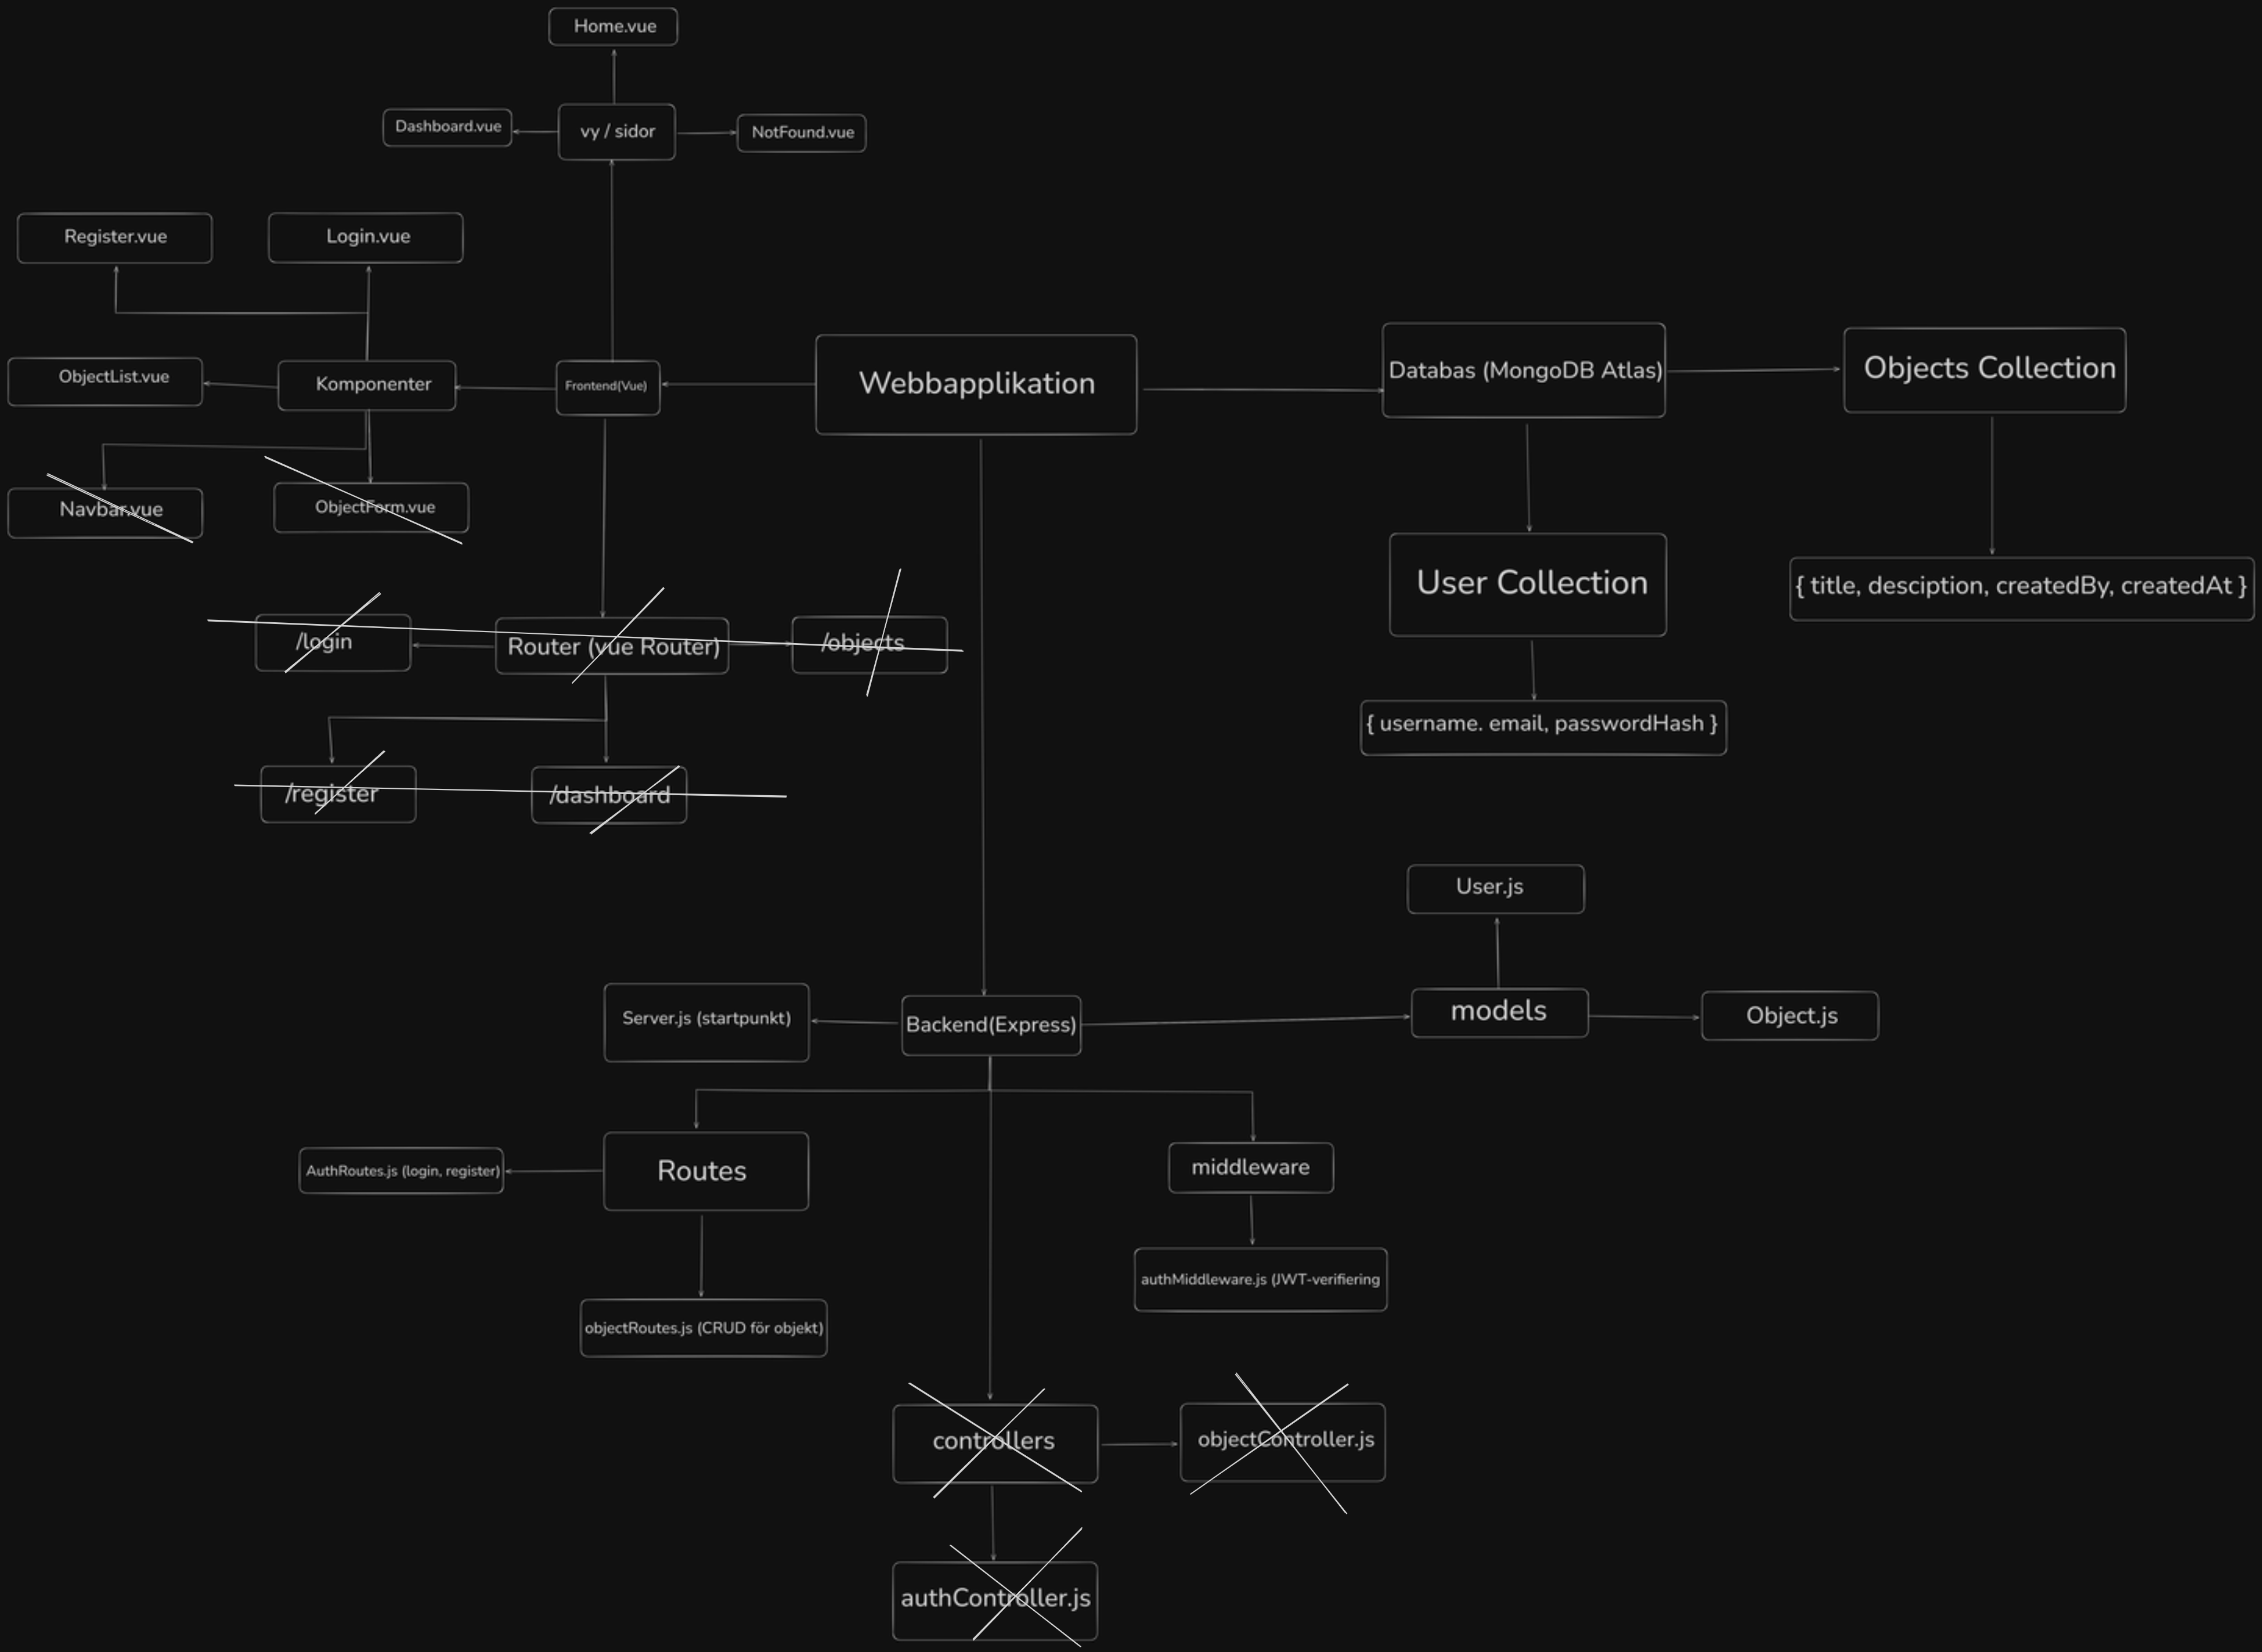 Home.vue
Dashboard.vue
vy / sidor
NotFound.vue
Register.vue
Login.vue
ObjectList.vue
Komponenter
Frontend(Vue)
Webbapplikation
Databas (MongoDB Atlas)
Objects Collection
Navbar.vue
ObjectForm.vue
User Collection
{ title, desciption, createdBy, createdAt }
/login
Router (vue Router)
/objects
{ username. email, passwordHash }
/register
/dashboard
User.js
Server.js (startpunkt)
Backend(Express)
models
Object.js
AuthRoutes.js (login, register)
Routes
middleware
authMiddleware.js (JWT-verifiering
objectRoutes.js (CRUD för objekt)
controllers
objectController.js
authController.js